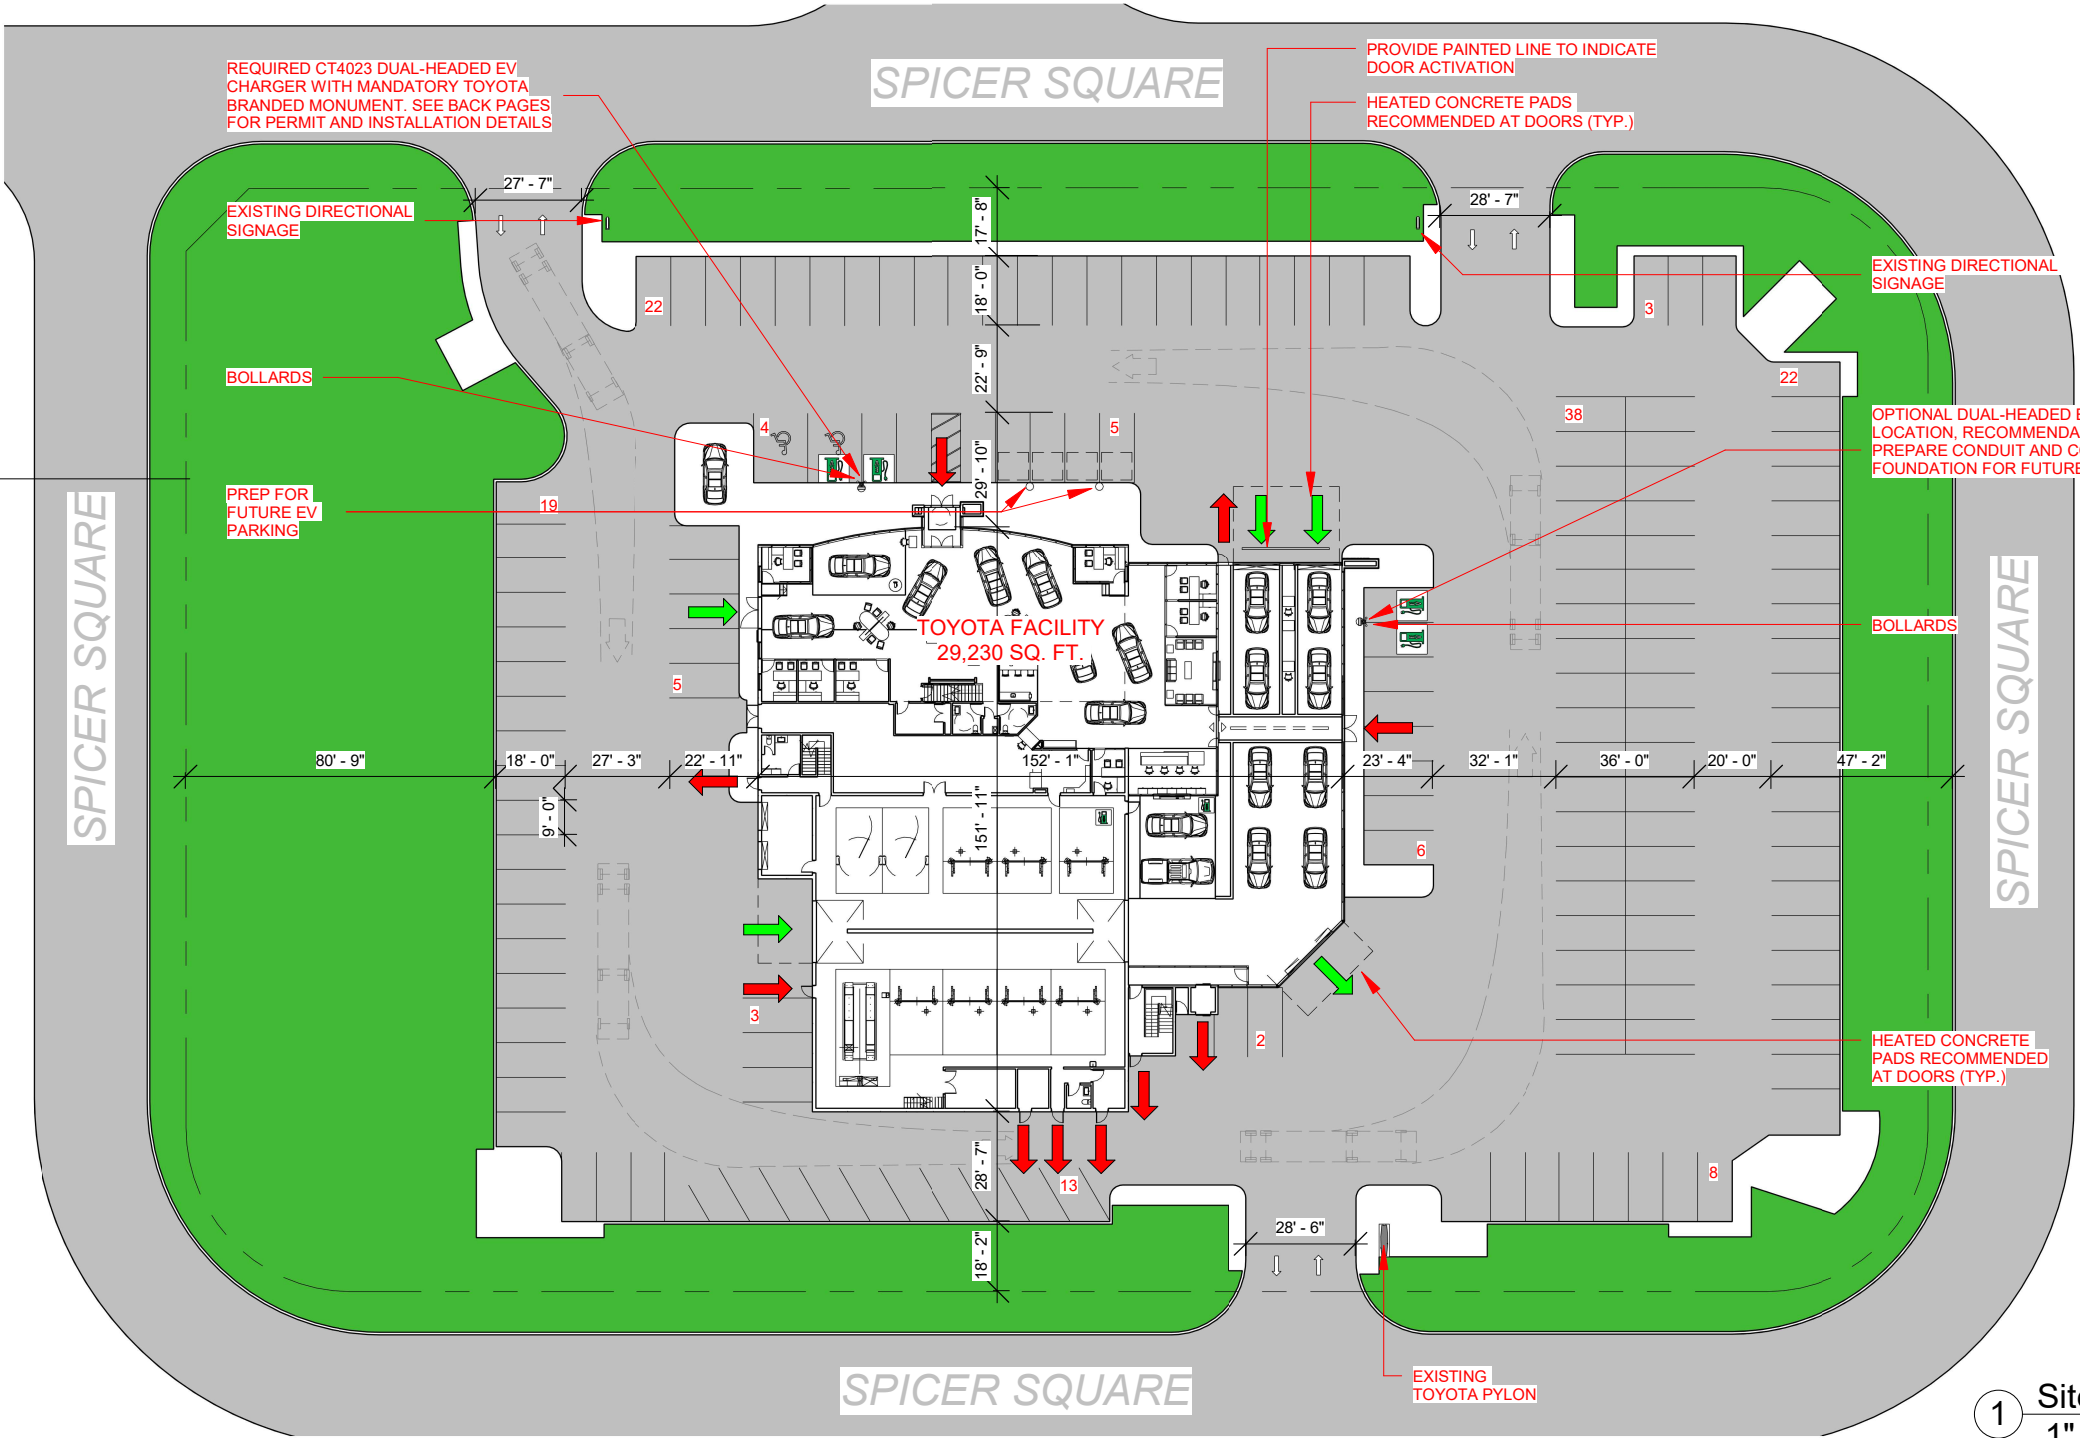 SPICER SQUARE
REQUIRED CT4023 DUAL-HEADED EV
CHARGER WITH MANDATORY TOYOTA
BRANDED MONUMENT. SEE BACK PAGES
FOR PERMIT AND INSTALLATION DETAILS
PROVIDE PAINTED LINE TO INDICATE
DOOR ACTIVATION
HEATED CONCRETE PADS
RECOMMENDED AT DOORS (TYP.)
27' - 7"
28' - 7"
EXISTING DIRECTIONAL
SIGNAGE
17' - 8"
EXISTING DIRECTIONAL
SIGNAGE
22
18' - 0"
3
BOLLARDS
22' - 9"
22
4
5
38
OPTIONAL DUAL-HEADED E
LOCATION, RECOMMENDA
PREPARE CONDUIT AND CO
FOUNDATION FOR FUTURE
29' - 10"
PREP FOR
FUTURE EV
PARKING
19
SPICER SQUARE
TOYOTA FACILITY
29,230 SQ. FT.
BOLLARDS
SPICER SQUARE
5
80' - 9"
18' - 0"
27' - 3"
22' - 11"
152' - 1"
23' - 4"
32' - 1"
36' - 0"
20' - 0"
47' - 2"
9' - 0"
151' - 11"
6
3
2
HEATED CONCRETE
PADS RECOMMENDED
AT DOORS (TYP.)
28' - 7"
13
8
28' - 6"
18' - 2"
SPICER SQUARE
EXISTING
TOYOTA PYLON
1
Site
1"